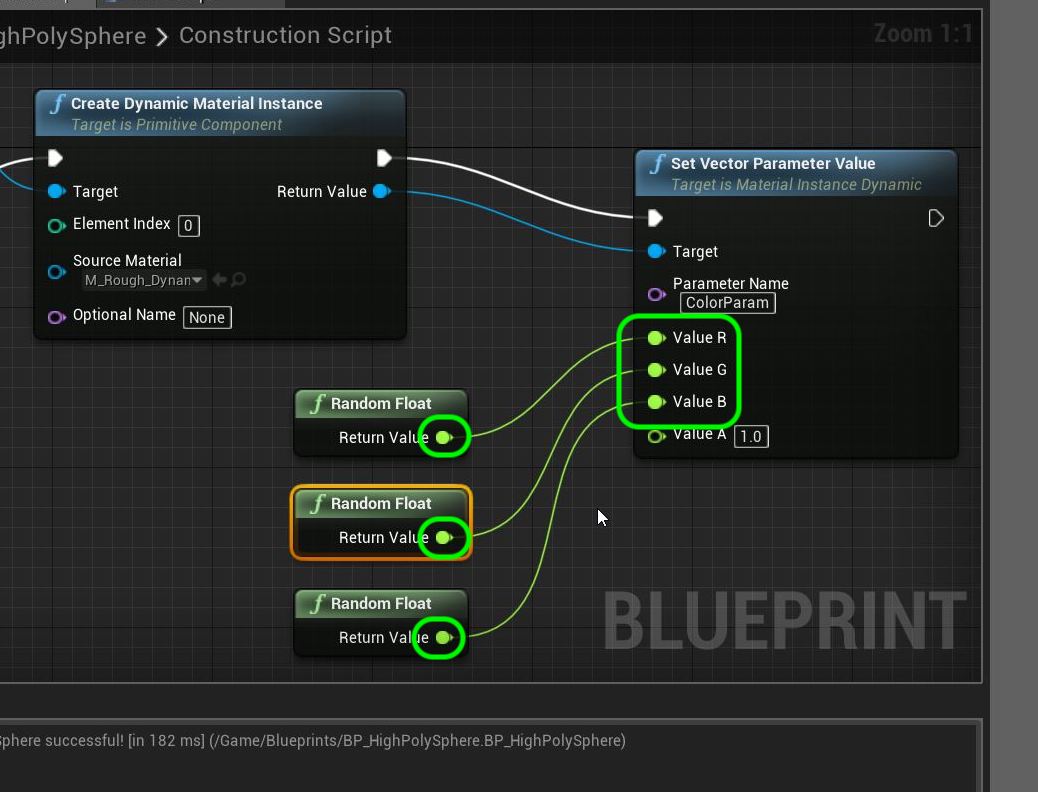 ghPolySphere > Construction Script
Zoom 1:1
f Create Dynamic Material Instance
Target is Primitive Component
Target
Return Value
Element Index 0
Source Material
M_Rough_Dynan
Optional Name None
f Set Vector Parameter Value
Target is Material Instance Dynamic
Target
Parameter Name
ColorParam
Value R
Value G
Value B
Value A 1.0
f Random Float
Return Value
f Random Float
Return Value
f Random Float
Return Value
BLUEPRINT
Sphere successful! [in 182 ms] (/Game/Blueprints/BP_HighPolySphere.BP_HighPolySphere)